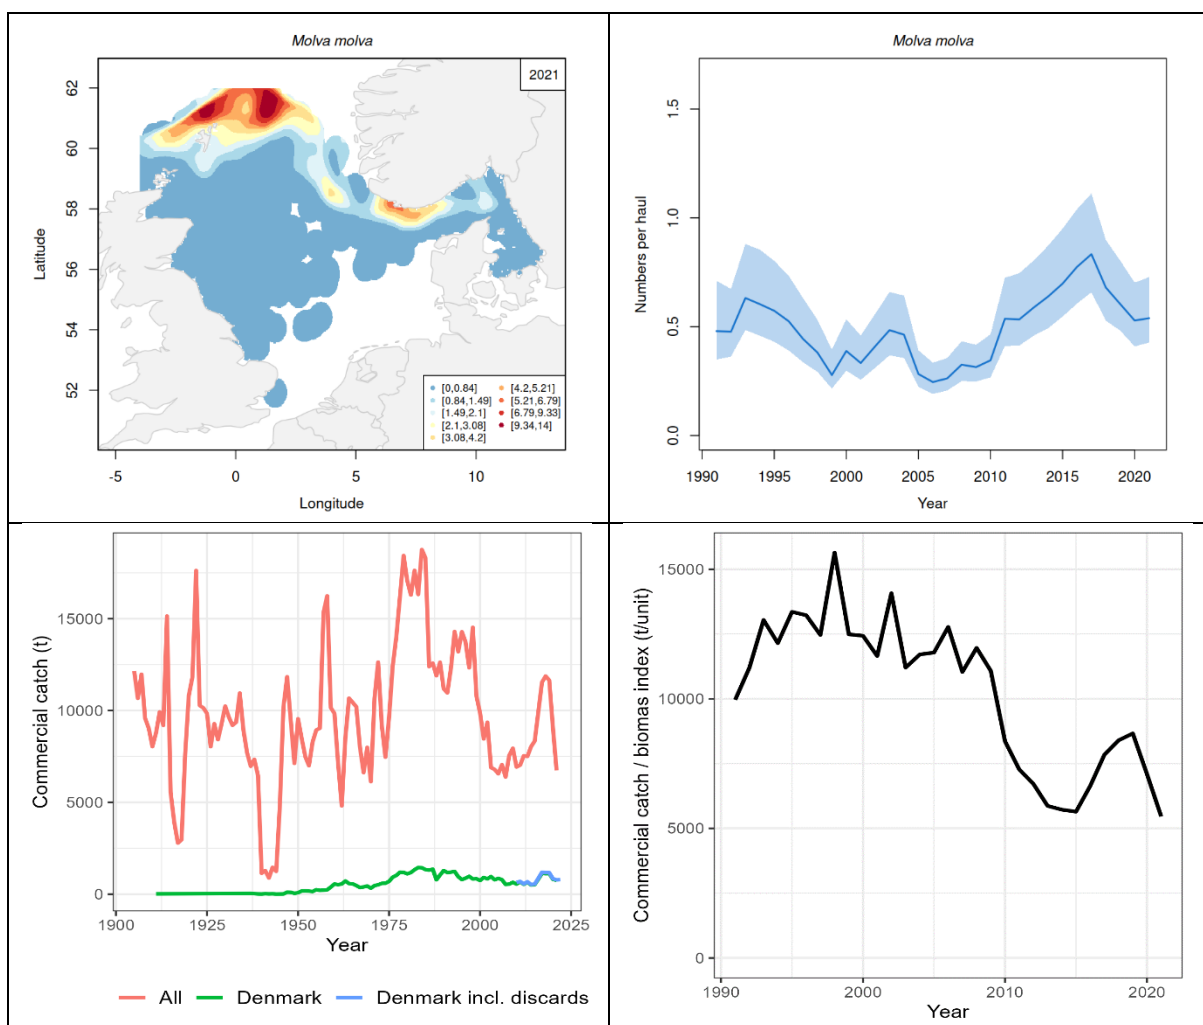 Molva molva
2021
62
60
58
56
54
52
Latitude
[0,0.84] [4.2,5.21]
[0.84,1.49] [5.21,6.79]
[1.49,2.1] [6.79,9.33]
[2.1,3.08] [9.34,14]
[3.08,4.2]
-5 0 5 10
Longitude
Molva molva
1.5
1.0
0.5
0.0
Numbers per haul
1990 1995 2000 2005 2010 2015 2020
Year
15000
10000
5000
0
Commercial catch (t)
1900 1925 1950 1975 2000 2025
Year
All Denmark Denmark incl. discards
15000
10000
5000
0
Commercial catch / biomas index (t/unit)
1990 2000 2010 2020
Year